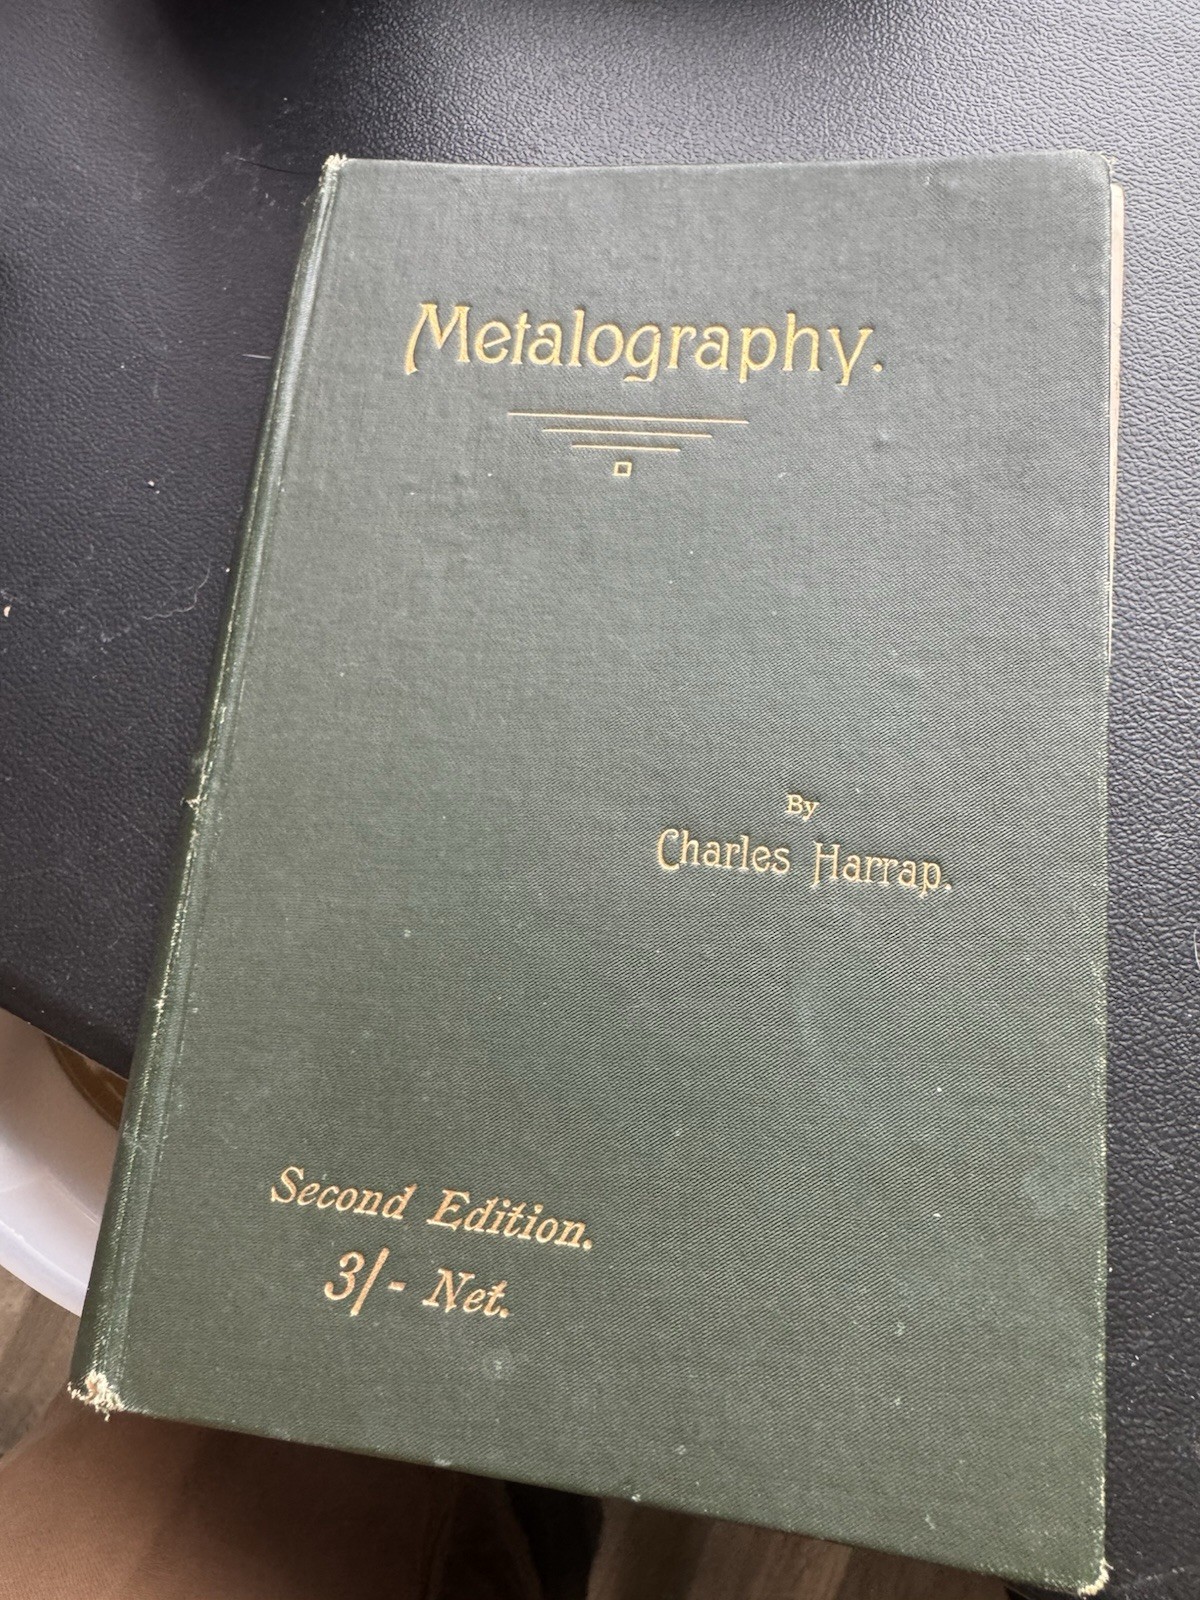 Metalography.
By
Charles Harrap.
Second Edition.
3/- Net.